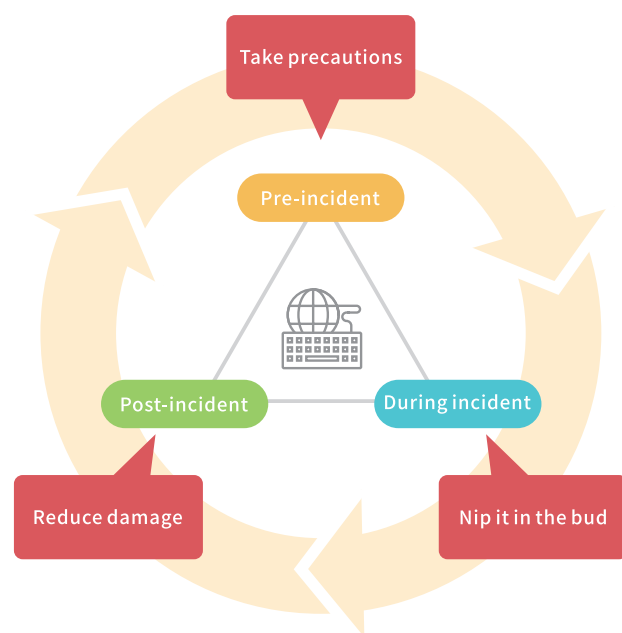 Take precautions
Pre-incident
Post-incident
During incident
Reduce damage
Nip it in the bud